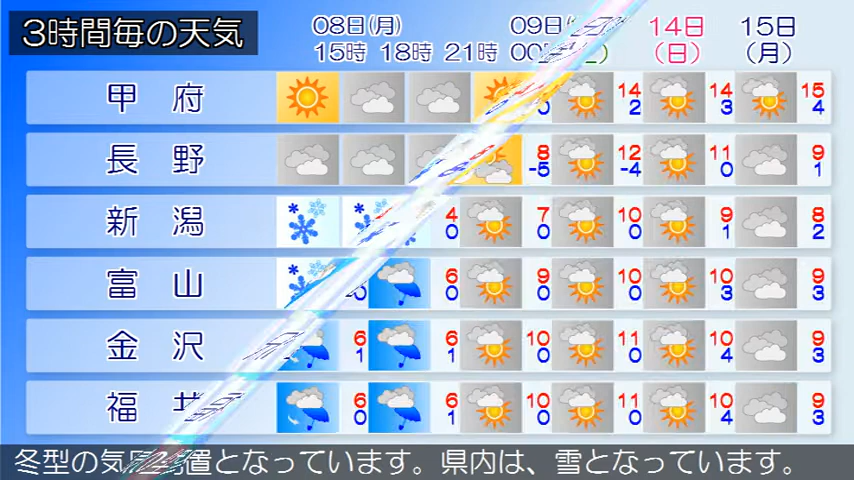 3時間毎の天気
08日(月) 09日 14日 15日
15時 18時 21時 (日) (月)
甲府 0 14 2 14 3 15 4
長野 8 -5 12 -4 11 0 9 1
新潟 4 0 7 0 10 0 9 1 8 2
富山 6 0 9 0 10 0 10 3 9 3
金沢 6 1 6 1 10 0 11 0 10 4 9 3
福井 6 0 6 1 10 0 11 0 10 4 9 3
冬型の気圧配置となっています。県内は、雪となっています。